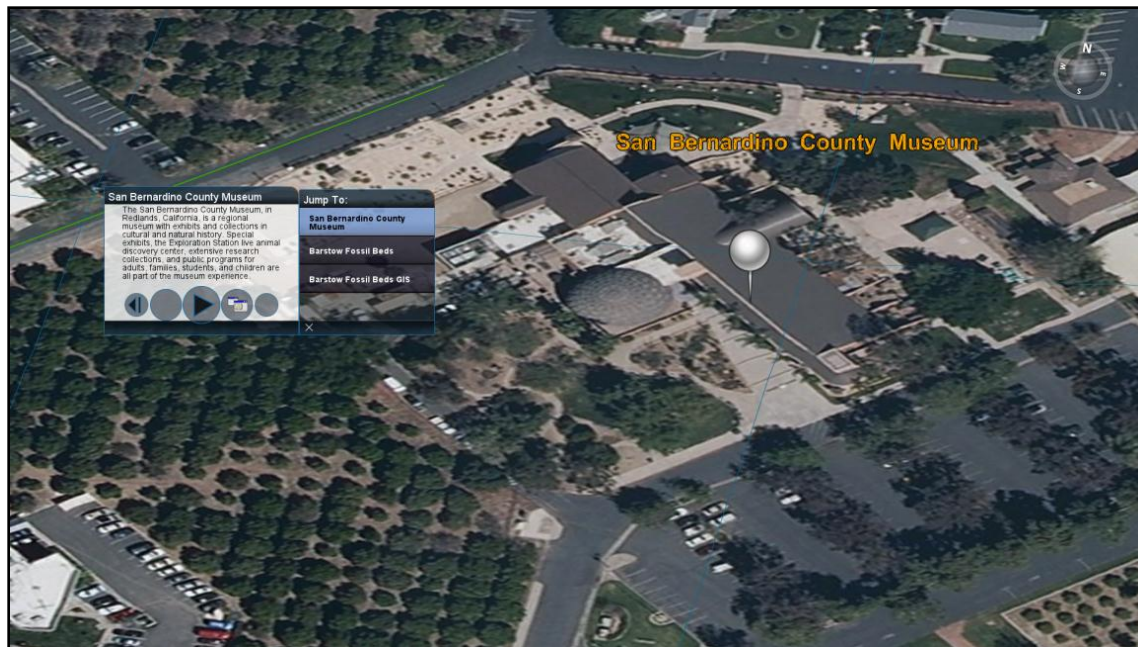 San Bernardino County Museum
San Bernardino County Museum
The San Bernardino County Museum, in
Redlands, California, is a regional
museum with exhibits and collections in
cultural and natural history. Special
exhibits, the Exploration Station live animal
discovery center, extensive research
collections, and public programs for
adults, families, students, and children are
all part of the museum experience.
Jump To:
San Bernardino County
Museum
Barstow Fossil Beds
Barstow Fossil Beds GIS
N
E
S
W